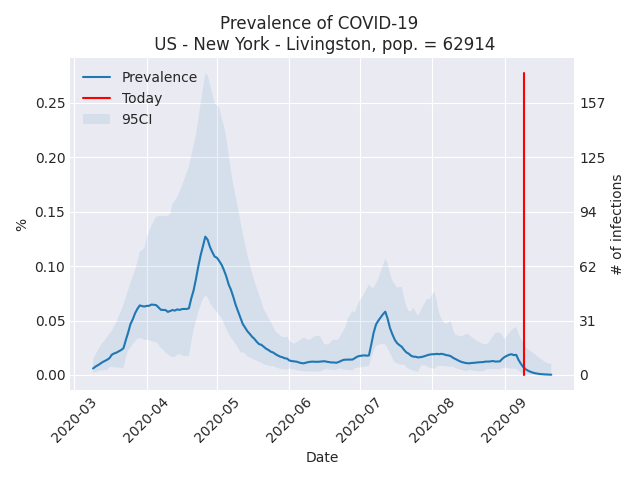 Prevalence of COVID-19
US - New York - Livingston, pop. = 62914
Prevalence
Today
95CI
0.25
0.20
0.15
0.10
0.05
0.00
%
157
125
94
62
31
0
# of infections
2020-03
2020-04
2020-05
2020-06
2020-07
2020-08
2020-09
Date